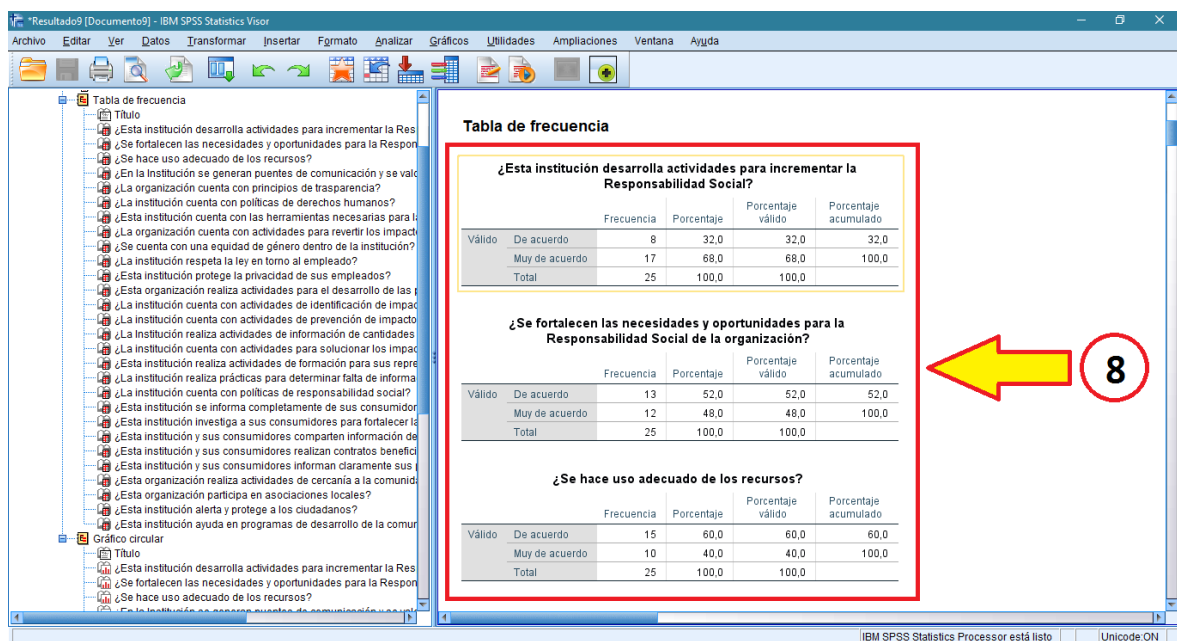 *Resultado9 [Documento9] - IBM SPSS Statistics Visor
Archivo Editar Ver Datos Transformar Insertar Formato Analizar Gráficos Utilidades Ampliaciones Ventana Ayuda
Tabla de frecuencia
Título
¿Esta institución desarrolla actividades para incrementar la Res
¿Se fortalecen las necesidades y oportunidades para la Respon
¿Se hace uso adecuado de los recursos?
¿En la Institución se generan puentes de comunicación y se valo
¿La organización cuenta con principios de trasparencia?
¿La institución cuenta con políticas de derechos humanos?
¿Esta institución cuenta con las herramientas necesarias para l
¿La organización cuenta con actividades para revertir los impact
¿Se cuenta con una equidad de género dentro de la institución?
¿La institución respeta la ley en torno al empleado?
¿Esta institución protege la privacidad de sus empleados?
¿Esta organización realiza actividades para el desarrollo de las
¿La institución cuenta con actividades de identificación de impac
¿La institución cuenta con actividades de prevención de impacto
¿La Institución realiza actividades de información de cantidades
¿La institución cuenta con actividades para solucionar los impac
¿Esta institución realiza actividades de formación para sus repre
¿La institución realiza prácticas para determinar falta de informa
¿La institución cuenta con políticas de responsabilidad social?
¿Esta institución se informa completamente de sus consumidor
¿Esta institución investiga a sus consumidores para fortalecer la
¿Esta institución y sus consumidores comparten información de
¿Esta institución y sus consumidores realizan contratos benefici
¿Esta institución y sus consumidores informan claramente sus
¿Esta organización realiza actividades de cercanía a la comunid
¿Esta organización participa en asociaciones locales?
¿Esta institución alerta y protege a los ciudadanos?
¿Esta institución ayuda en programas de desarrollo de la comun
Gráfico circular
Título
¿Esta institución desarrolla actividades para incrementar la Res
¿Se fortalecen las necesidades y oportunidades para la Respon
¿Se hace uso adecuado de los recursos?
Tabla de frecuencia
¿Esta institución desarrolla actividades para incrementar la
Responsabilidad Social?
Frecuencia Porcentaje Porcentaje válido Porcentaje acumulado
Válido De acuerdo 8 32,0 32,0 32,0
Muy de acuerdo 17 68,0 68,0 100,0
Total 25 100,0 100,0
¿Se fortalecen las necesidades y oportunidades para la
Responsabilidad Social de la organización?
Frecuencia Porcentaje Porcentaje válido Porcentaje acumulado
Válido De acuerdo 13 52,0 52,0 52,0
Muy de acuerdo 12 48,0 48,0 100,0
Total 25 100,0 100,0
¿Se hace uso adecuado de los recursos?
Frecuencia Porcentaje Porcentaje válido Porcentaje acumulado
Válido De acuerdo 15 60,0 60,0 60,0
Muy de acuerdo 10 40,0 40,0 100,0
Total 25 100,0 100,0
8
IBM SPSS Statistics Processor está listo Unicode:ON